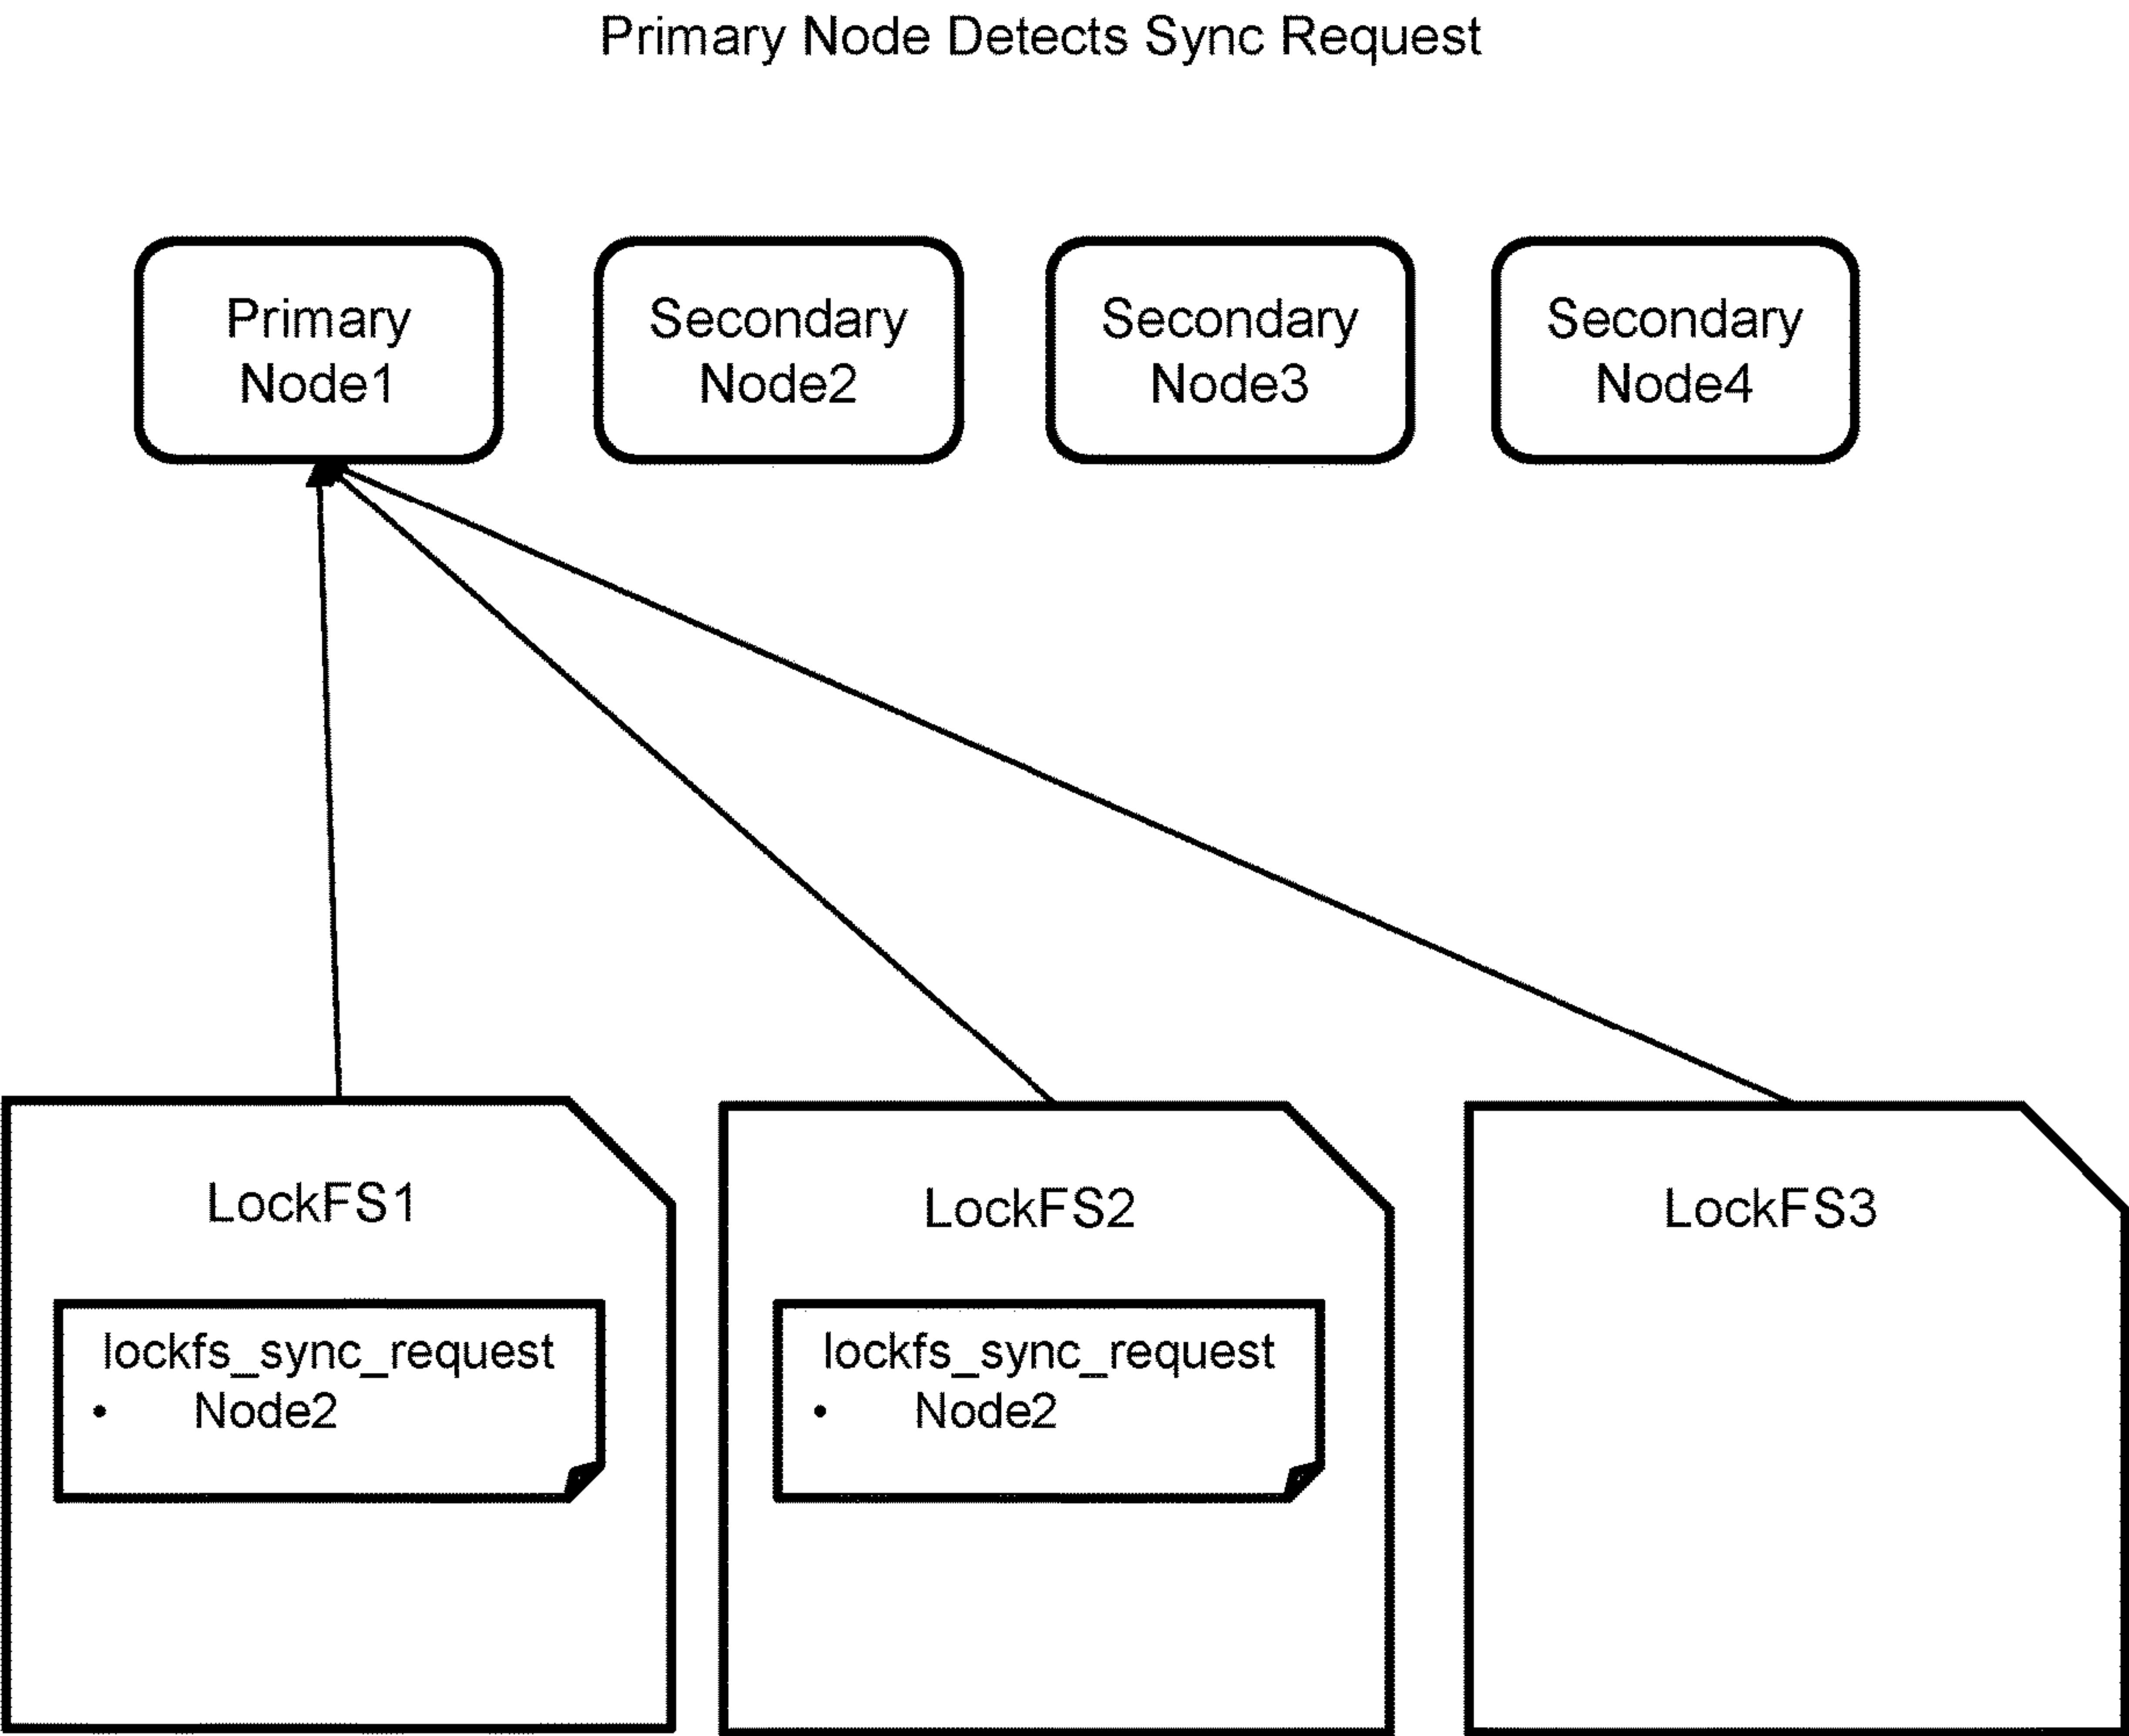 Primary Node Detects Sync Request
Primary
Node1
Secondary
Node2
Secondary
Node3
Secondary
Node4
LockFS1
lockfs_sync_request
• Node2
LockFS2
lockfs_sync_request
• Node2
LockFS3